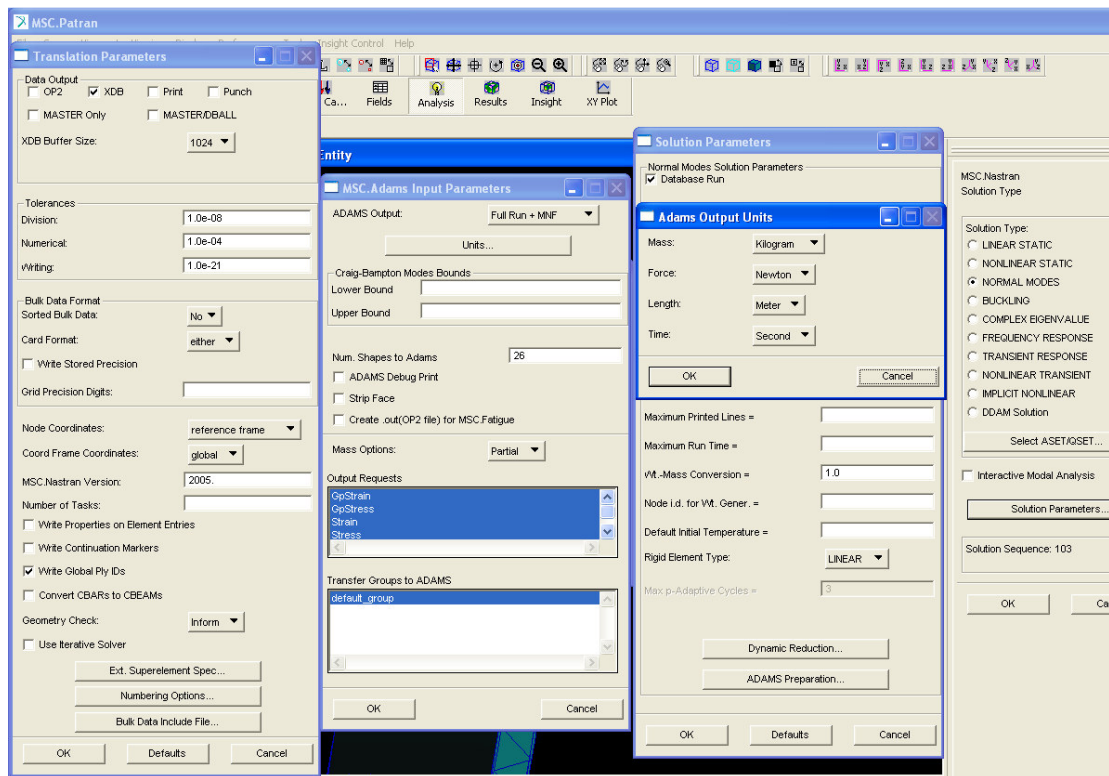 MSC.Patran
Insight Control Help
Ca... Fields Analysis Results Insight XY Plot
Translation Parameters
Data Output
OP2 XDB Print Punch
MASTER Only MASTER/DBALL
XDB Buffer Size: 1024
Tolerances
Division: 1.0e-08
Numerical: 1.0e-04
Writing: 1.0e-21
Bulk Data Format
Sorted Bulk Data: No
Card Format: either
Write Stored Precision
Grid Precision Digits:
Node Coordinates: reference frame
Coord Frame Coordinates: global
MSC.Nastran Version: 2005.
Number of Tasks:
Write Properties on Element Entries
Write Continuation Markers
Write Global Ply IDs
Convert CBARs to CBEAMs
Geometry Check: Inform
Use Iterative Solver
Ext. Superelement Spec...
Numbering Options...
Bulk Data Include File...
OK Defaults Cancel
Entity
MSC.Adams Input Parameters
ADAMS Output: Full Run + MNF
Units...
Craig-Bampton Modes Bounds
Lower Bound
Upper Bound
Num. Shapes to Adams 26
ADAMS Debug Print
Strip Face
Create .out(OP2 file) for MSC.Fatigue
Mass Options: Partial
Output Requests
GpStrain
GpStress
Strain
Stress
Transfer Groups to ADAMS
default_group
OK Cancel
Solution Parameters
Normal Modes Solution Parameters
Database Run
Adams Output Units
Mass: Kilogram
Force: Newton
Length: Meter
Time: Second
OK Cancel
Maximum Printed Lines =
Maximum Run Time =
Wt.-Mass Conversion = 1.0
Node i.d. for Wt. Gener. =
Default Initial Temperature =
Rigid Element Type: LINEAR
Max p-Adaptive Cycles = 3
Dynamic Reduction...
ADAMS Preparation...
OK Defaults Cancel
MSC.Nastran
Solution Type
Solution Type:
LINEAR STATIC
NONLINEAR STATIC
NORMAL MODES
BUCKLING
COMPLEX EIGENVALUE
FREQUENCY RESPONSE
TRANSIENT RESPONSE
NONLINEAR TRANSIENT
IMPLICIT NONLINEAR
DDAM Solution
Select ASET/QSET...
Interactive Modal Analysis
Solution Parameters...
Solution Sequence: 103
OK Ca